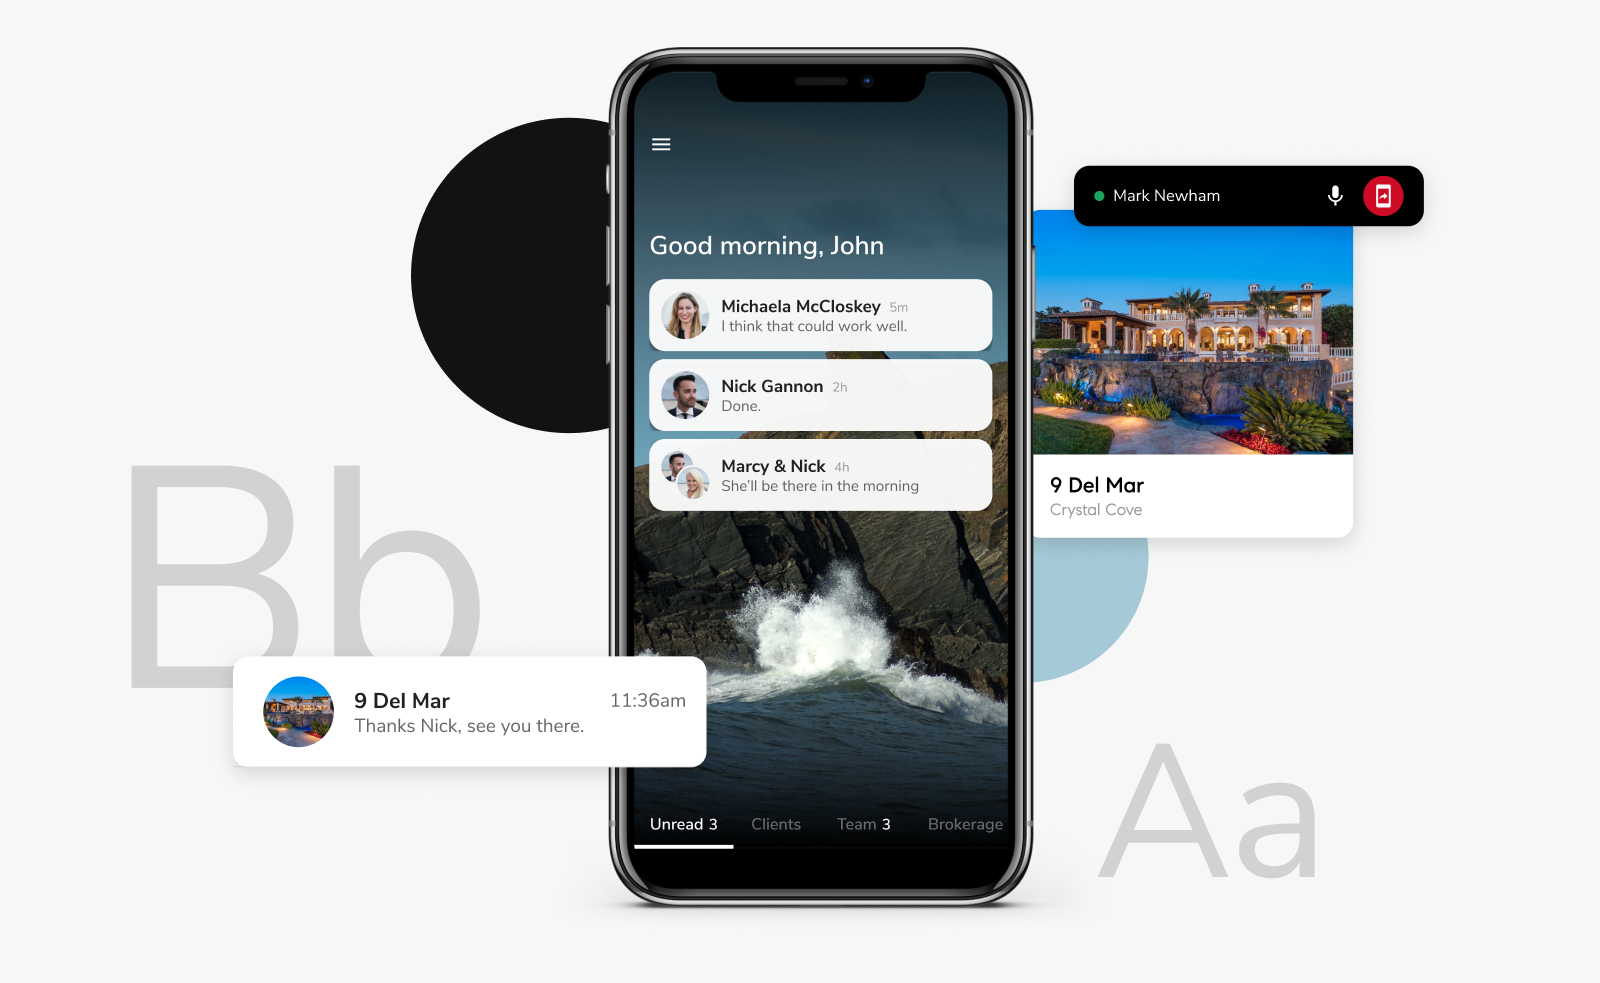 Mark Newham
Good morning, John
Michaela McCloskey 5m
I think that could work well.
Nick Gannon 2h
Done.
Marcy & Nick 4h
She'll be there in the morning
9 Del Mar
Crystal Cove
Bb
9 Del Mar 11:36am
Thanks Nick, see you there.
Aa
Unread 3 Clients Team 3 Brokerage